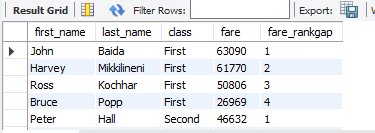 Result Grid Filter Rows: Export:
first_name last_name class fare fare_rankgap
John Baida First 63090 1
Harvey Mikkilineni First 61770 2
Ross Kochhar First 50806 3
Bruce Popp First 26969 4
Peter Hall Second 46632 1